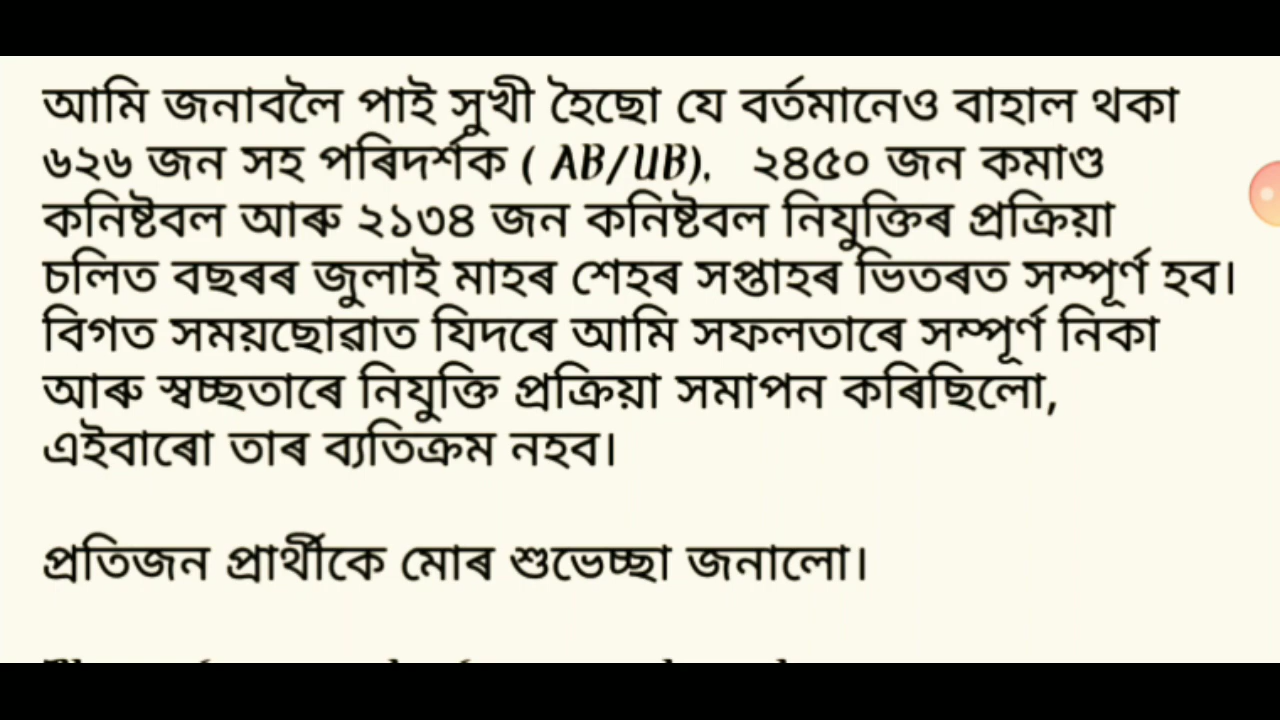 আমি জনাবলৈ পাই সুখী হৈছো যে বৰ্তমানেও বাহাল থকা
৬২৬ জন সহ পৰিদৰ্শক ( AB/UB), ২৪৫০ জন কমাণ্ড
কনিষ্টবল আৰু ২১৩৪ জন কনিষ্টবল নিযুক্তিৰ প্ৰক্ৰিয়া
চলিত বছৰৰ জুলাই মাহৰ শেহৰ সপ্তাহৰ ভিতৰত সম্পূৰ্ণ হব।
বিগত সময়ছোৱাত যিদৰে আমি সফলতাৰে সম্পূৰ্ণ নিকা
আৰু স্বচ্ছতাৰে নিযুক্তি প্ৰক্ৰিয়া সমাপন কৰিছিলো,
এইবাৰো তাৰ ব্যতিক্ৰম নহব।
প্ৰতিজন প্ৰাৰ্থীকে মোৰ শুভেচ্ছা জনালো।